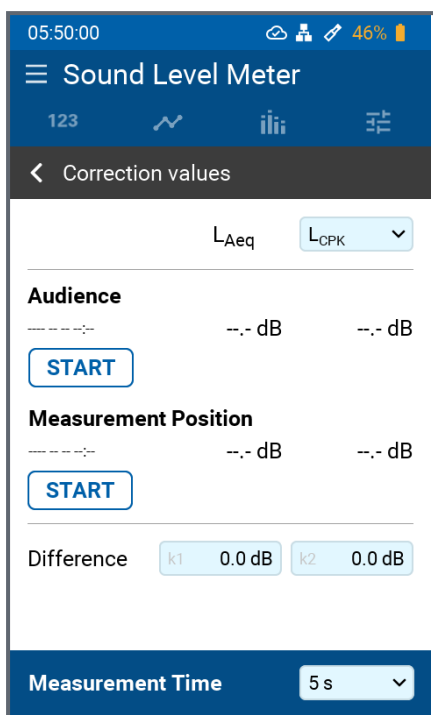 05:50:00 46%
Sound Level Meter
123
Correction values
LAeq LCPK
Audience
---- -- -- --:-- --.- dB --.- dB
START
Measurement Position
---- -- -- --:-- --.- dB --.- dB
START
Difference k1 0.0 dB k2 0.0 dB
Measurement Time 5 s